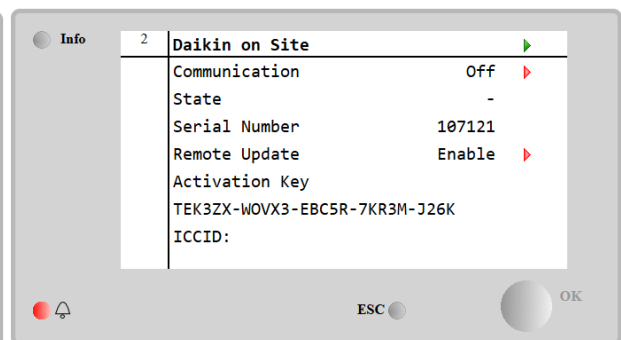 Info
2 Daikin on Site
Communication Off
State -
Serial Number 107121
Remote Update Enable
Activation Key
TEK3ZX-WOVX3-EBC5R-7KR3M-J26K
ICCID:
ESC
OK